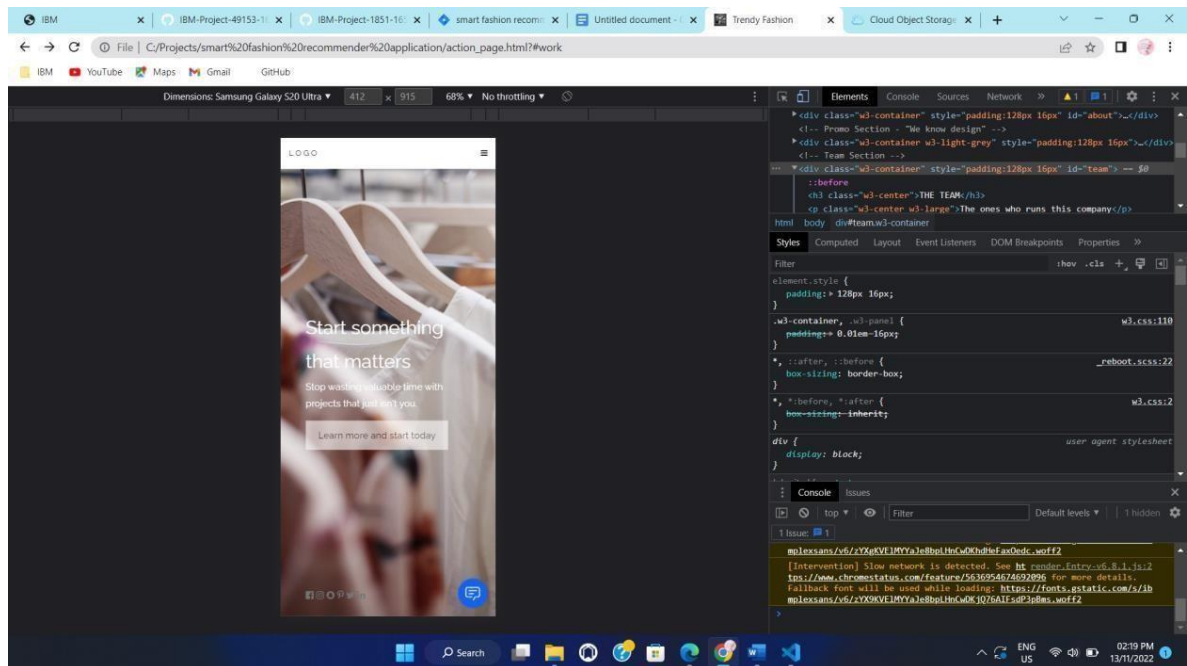 IBM
IBM-Project-49153-1
IBM-Project-1851-16
smart fashion recomm
Untitled document -
Trendy Fashion
Cloud Object Storage
File | C:/Projects/smart%20fashion%20recommender%20application/action_page.html?#work
IBM YouTube Maps Gmail GitHub
Dimensions: Samsung Galaxy S20 Ultra ▼ 412 x 915 68% ▼ No throttling ▼
Elements Console Sources Network » 1 1
<div class="w3-container" style="padding:128px 16px" id="about">…</div>
<!-- Promo Section - "We know design" -->
<div class="w3-container w3-light-grey" style="padding:128px 16px">…</div>
<!-- Team Section -->
<div class="w3-container" style="padding:128px 16px" id="team"> == $0
::before
<h3 class="w3-center">THE TEAM</h3>
<p class="w3-center w3-large">The ones who runs this company</p>
html body div#team.w3-container
Styles Computed Layout Event Listeners DOM Breakpoints Properties »
Filter :hov .cls +
element.style {
padding: 128px 16px;
}
.w3-container, .w3-panel { w3.css:110
padding: 0.01em 16px;
}
*, ::after, ::before { _reboot.scss:22
box-sizing: border-box;
}
*, *:before, *:after { w3.css:2
box-sizing: inherit;
}
div { user agent stylesheet
display: block;
}
Console Issues
top ▼ Filter Default levels ▼ 1 hidden
1 Issue: 1
mplexsans/v6/zYXgKVElMYYaJe8bpLHnCwDKhdHeFaxOedc.woff2
[Intervention] Slow network is detected. See ht render.Entry-v6.8.1.js:2
tps://www.chromestatus.com/feature/5636954674692096 for more details.
Fallback font will be used while loading: https://fonts.gstatic.com/s/ib
mplexsans/v6/zYX9KVElMYYaJe8bpLHnCwDKjQ76AIFsdP3pBms.woff2
LOGO
Start something
that matters
Stop wasting valuable time with
projects that just isn't you.
Learn more and start today
Search
ENG
US
02:19 PM
13/11/2022
1